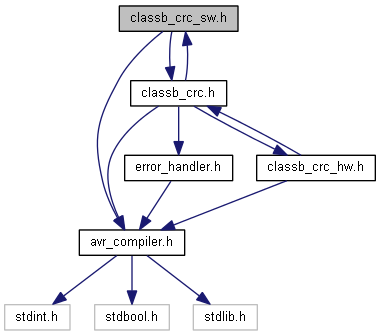 classb_crc_sw.h
classb_crc.h
error_handler.h
classb_crc_hw.h
avr_compiler.h
stdint.h
stdbool.h
stdlib.h